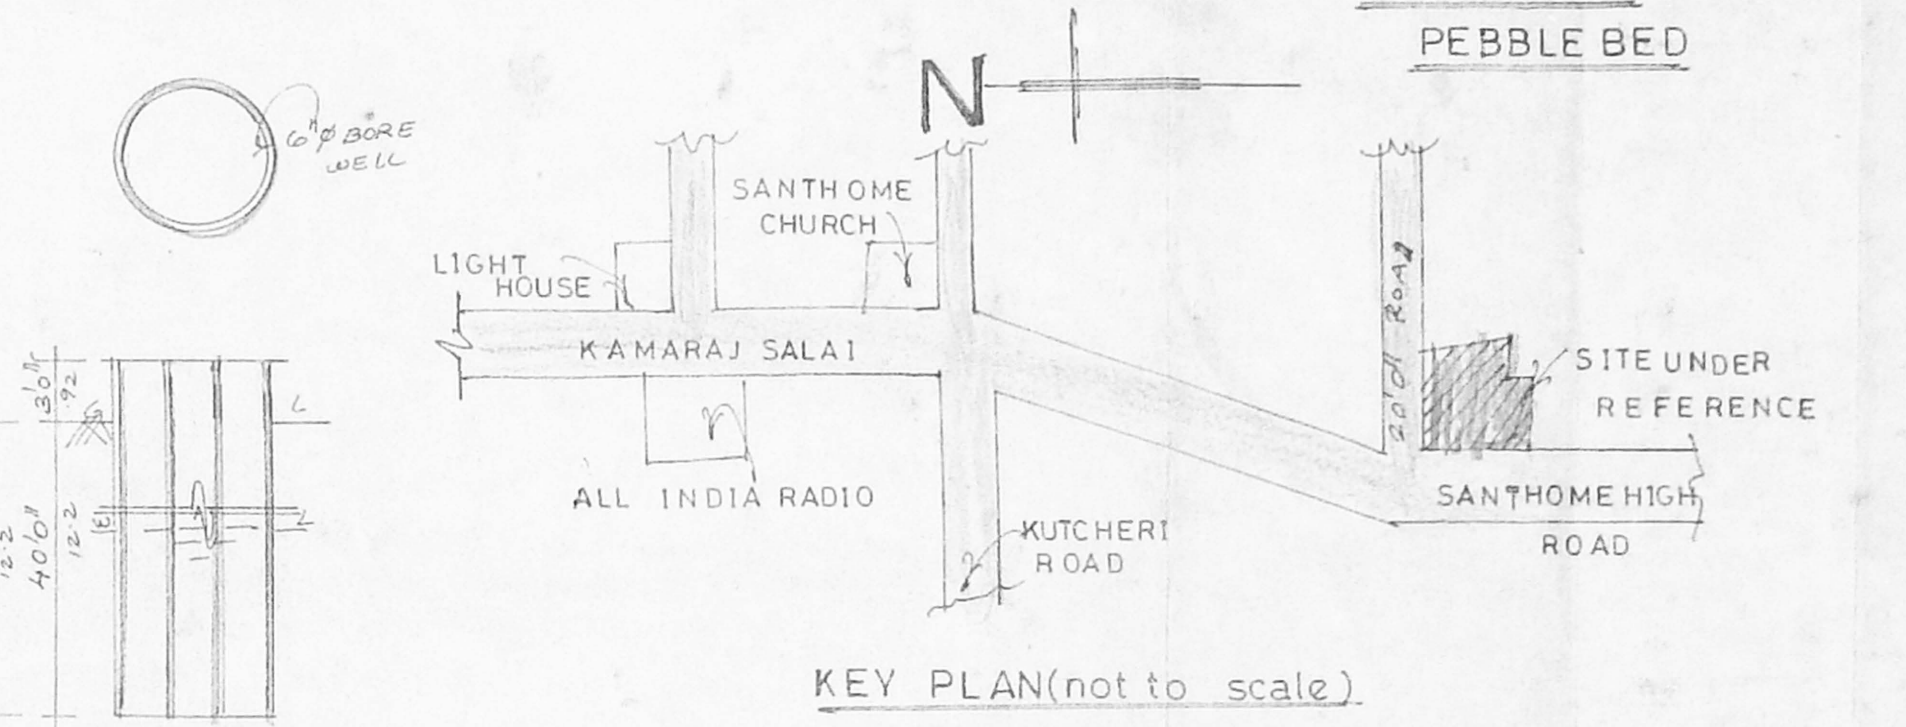 PEBBLE BED
N
6"φ BORE
WELL
SANTHOME
CHURCH
LIGHT
HOUSE
KAMARAJ SALAI
20'0" ROAD
SITE UNDER
REFERENCE
ALL INDIA RADIO
SANTHOME HIGH
ROAD
KUTCHERI
ROAD
3'0"
.92
40'0"
12.2
12.2
KEY PLAN(not to scale)